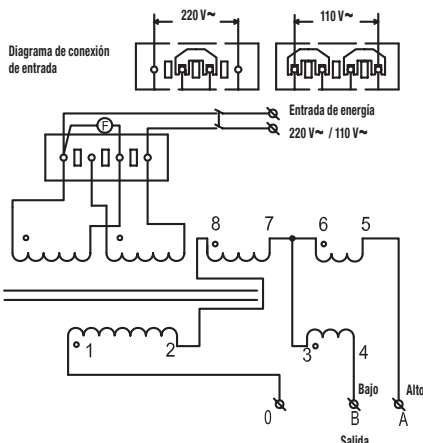 220 V~
110 V~
Diagrama de conexión
de entrada
Entrada de energía
220 V~ / 110 V~
F
8 7 6 5
1 2 3 4
Bajo Alto
0 B A
Salida